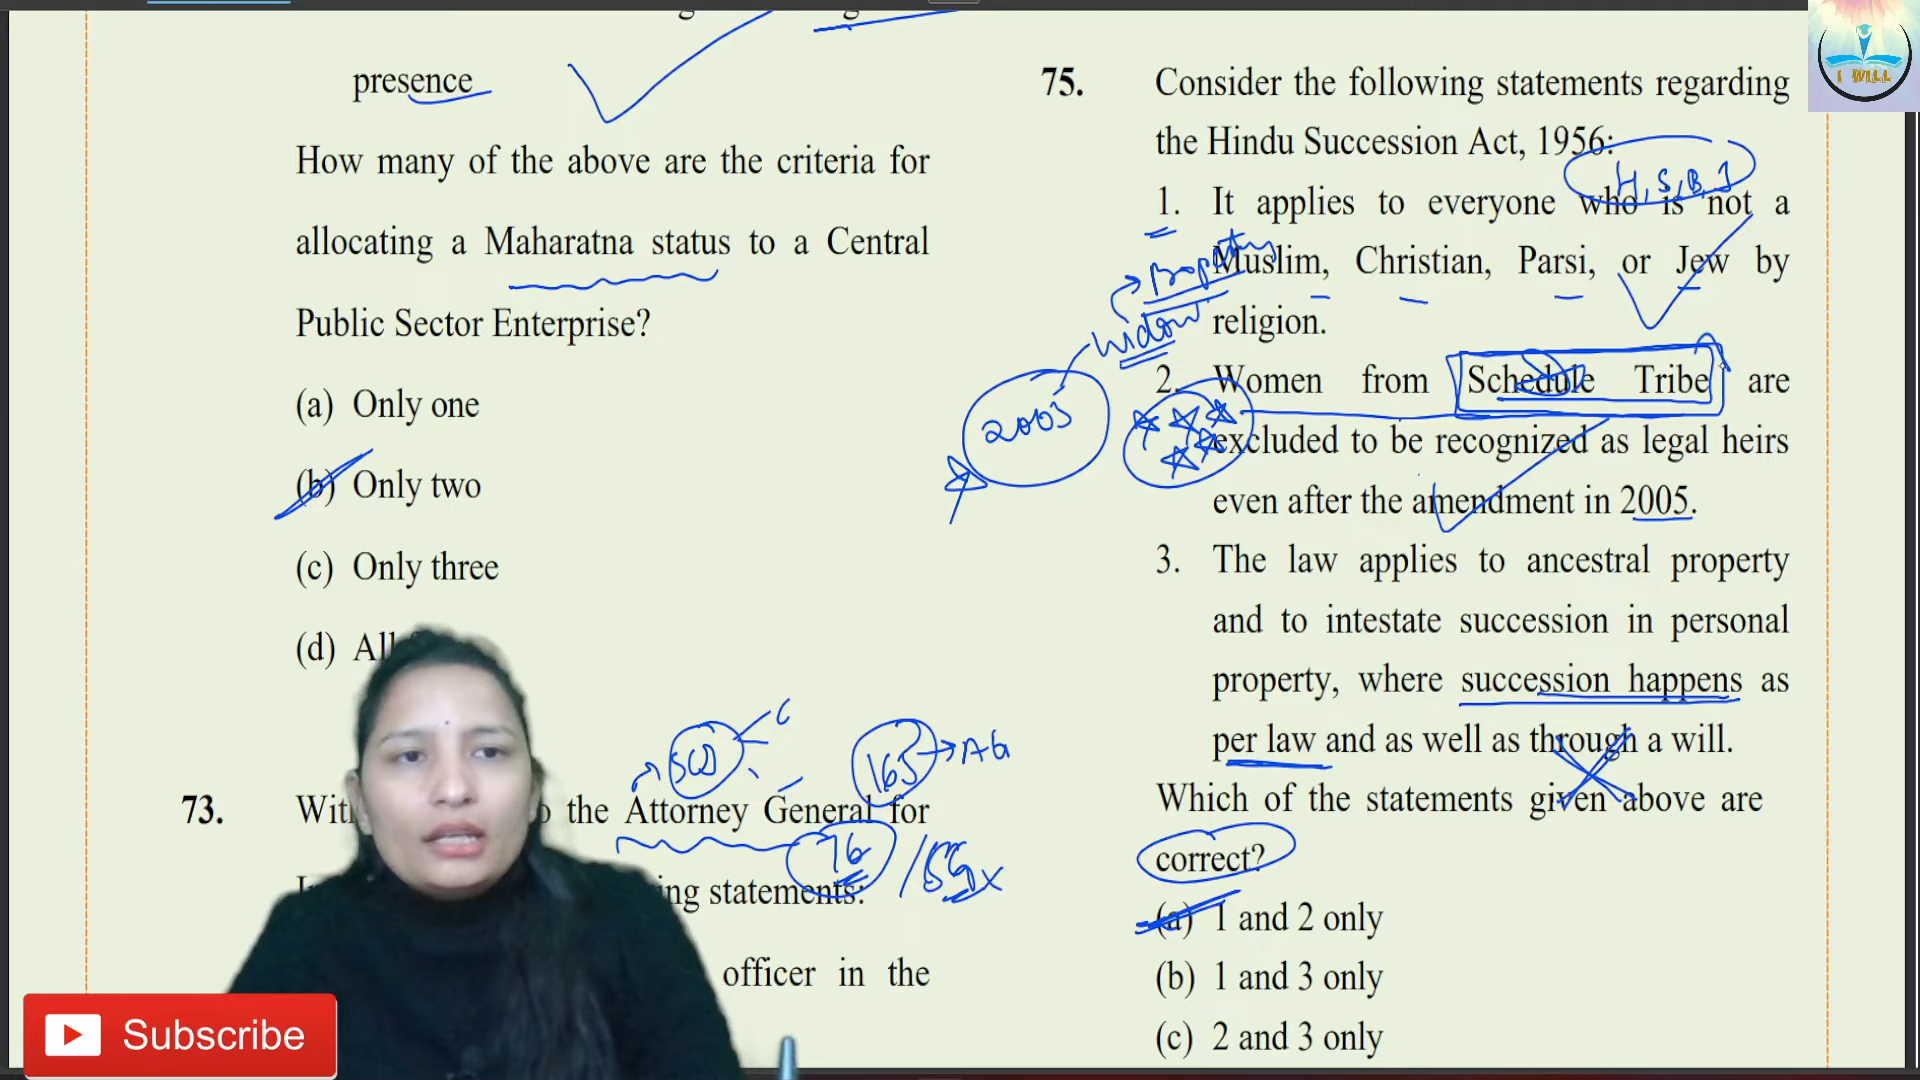 presence
How many of the above are the criteria for
allocating a Maharatna status to a Central
Public Sector Enterprise?
(a) Only one
(b) Only two
(c) Only three
(d) All
73. the Attorney General for
statements:
officer in the
500
165 → AG
76
Subscribe
75. Consider the following statements regarding
the Hindu Succession Act, 1956:
H, S, B, J
1. It applies to everyone who is not a
Muslim, Christian, Parsi, or Jew by
religion.
property
widow
2005
2. Women from Schedule Tribe are
excluded to be recognized as legal heirs
even after the amendment in 2005.
3. The law applies to ancestral property
and to intestate succession in personal
property, where succession happens as
per law and as well as through a will.
Which of the statements given above are
correct?
(a) 1 and 2 only
(b) 1 and 3 only
(c) 2 and 3 only
I WILL